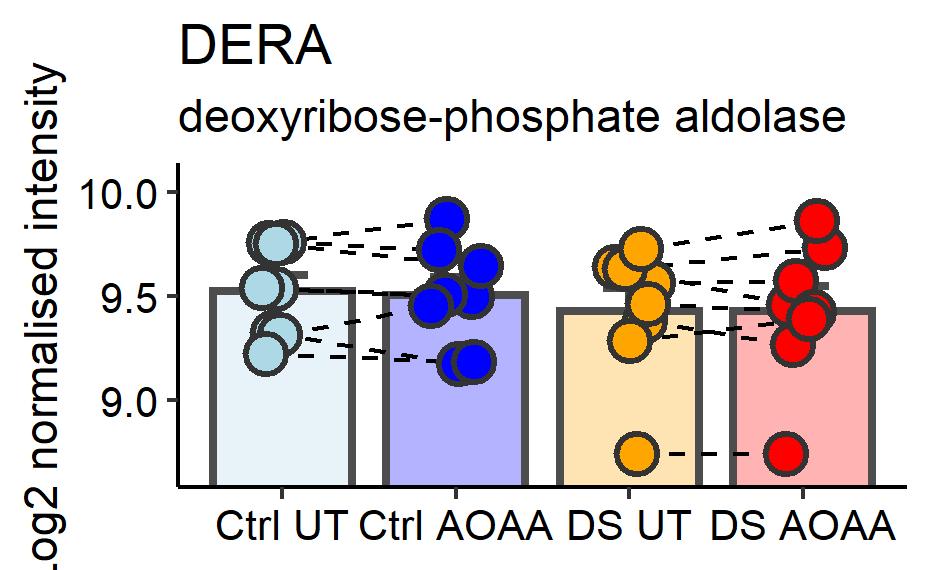 DERA
deoxyribose-phosphate aldolase
Log2 normalised intensity
10.0
9.5
9.0
Ctrl UT Ctrl AOAA DS UT DS AOAA